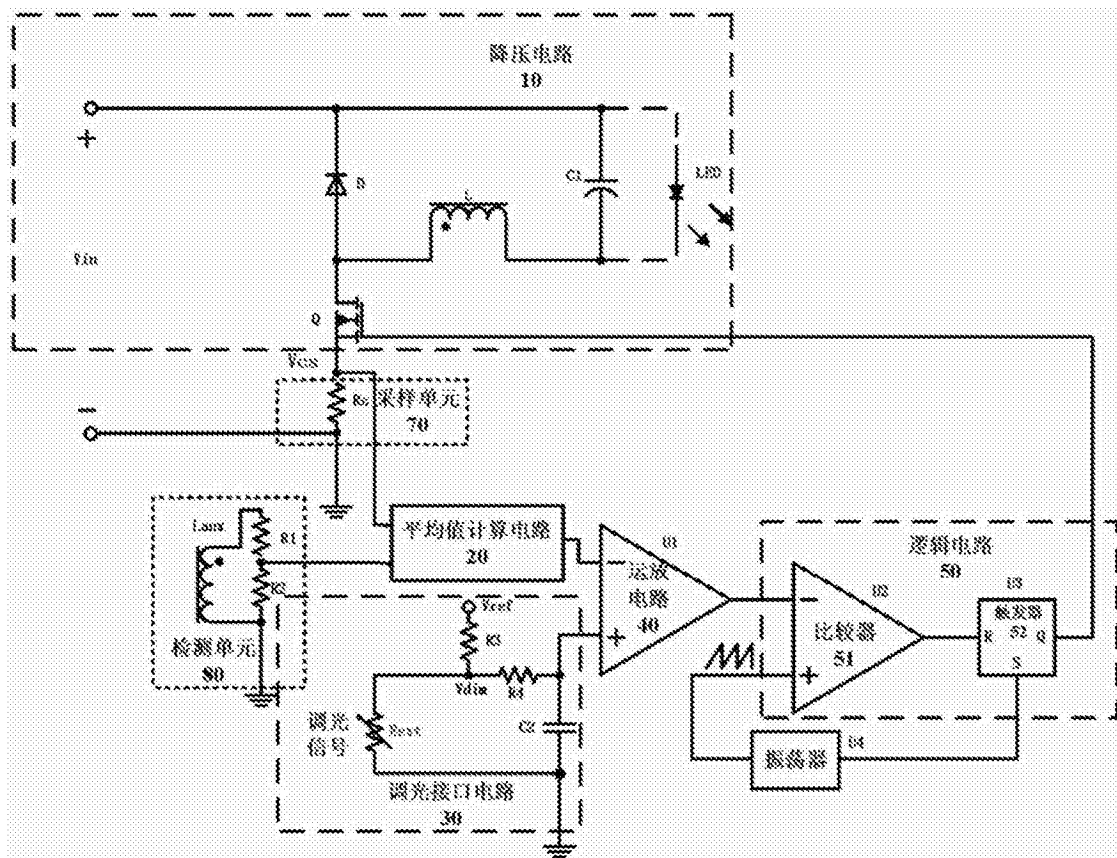 降压电路
10
+
D
L
C1
LED
Vin
Q
Vcs
Rs
采样单元
70
−
Laux
R1
R2
检测单元
80
平均值计算电路
20
U1
−
运放
电路
40
+
逻辑电路
50
U2
−
比较器
51
+
U3
触发器
52
R
Q
S
振荡器
U4
Vref
R3
Vdim
R4
C2
调光
信号
Rext
调光接口电路
30